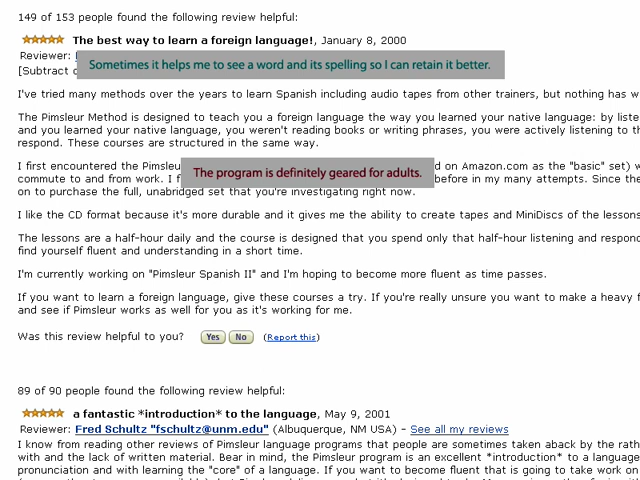 149 of 153 people found the following review helpful:
The best way to learn a foreign language!, January 8, 2000
Reviewer:
Sometimes it helps me to see a word and its spelling so I can retain it better.
[Subtract
I've tried many methods over the years to learn Spanish including audio tapes from other trainers, but nothing has w
The Pimsleur Method is designed to teach you a foreign language the way you learned your native language: by liste
and you learned your native language, you weren't reading books or writing phrases, you were actively listening to th
respond. These courses are structured in the same way.
I first encountered the Pimsleu d on Amazon.com as the "basic" set) w
The program is definitely geared for adults.
commute to and from work. I f before in my many attempts. Since the
on to purchase the full, unabridged set that you're investigating right now.
I like the CD format because it's more durable and it gives me the ability to create tapes and MiniDiscs of the lessons
The lessons are a half-hour daily and the course is designed that you spend only that half-hour listening and respond
find yourself fluent and understanding in a short time.
I'm currently working on "Pimsleur Spanish II" and I'm hoping to become more fluent as time passes.
If you want to learn a foreign language, give these courses a try. If you're really unsure you want to make a heavy f
and see if Pimsleur works as well for you as it's working for me.
Was this review helpful to you? Yes No (Report this)
89 of 90 people found the following review helpful:
a fantastic *introduction* to the language, May 9, 2001
Reviewer: Fred Schultz "fschultz@unm.edu" (Albuquerque, NM USA) - See all my reviews
I know from reading other reviews of Pimsleur language programs that people are sometimes taken aback by the rath
with and the lack of written material. Bear in mind, the Pimsleur program is an excellent *introduction* to a language
pronunciation and with learning the "core" of a language. If you want to become fluent that is going to take work on